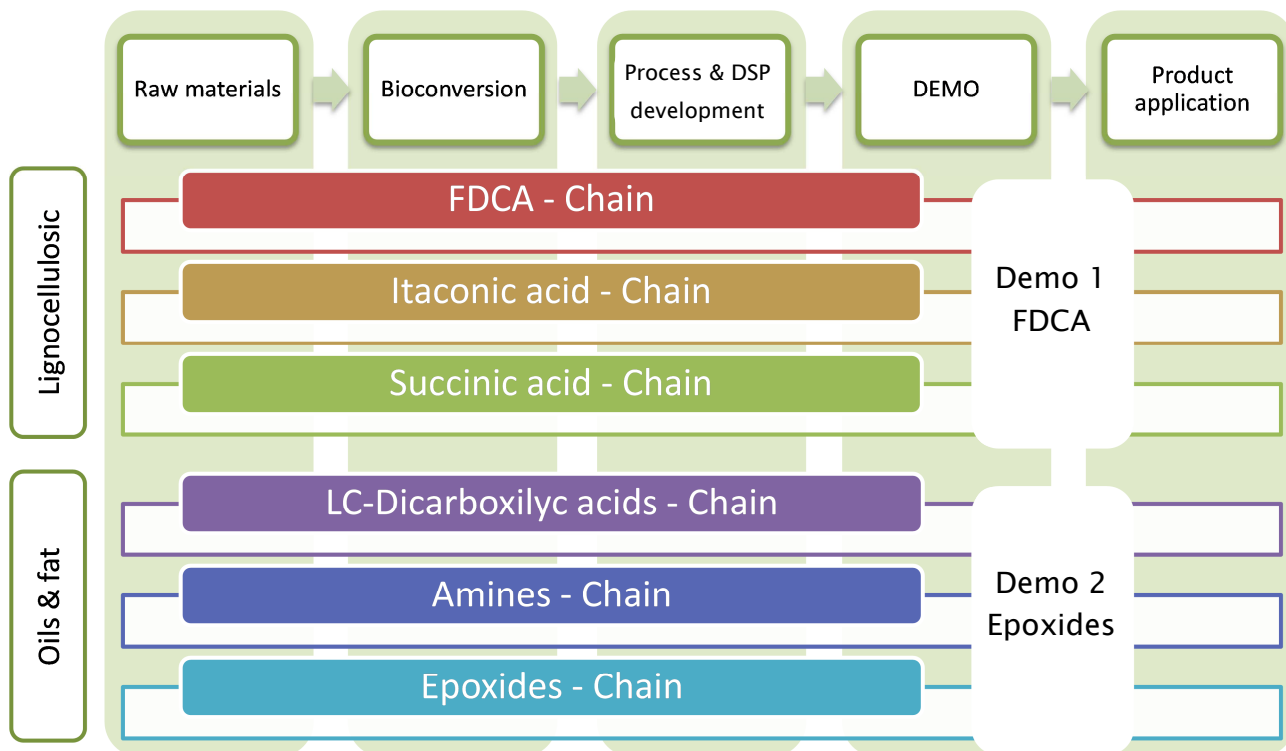 Raw materials
Bioconversion
Process & DSP
development
DEMO
Product
application
Lignocellulosic
FDCA - Chain
Itaconic acid - Chain
Succinic acid - Chain
Demo 1
FDCA
Oils & fat
LC-Dicarboxilyc acids - Chain
Amines - Chain
Epoxides - Chain
Demo 2
Epoxides